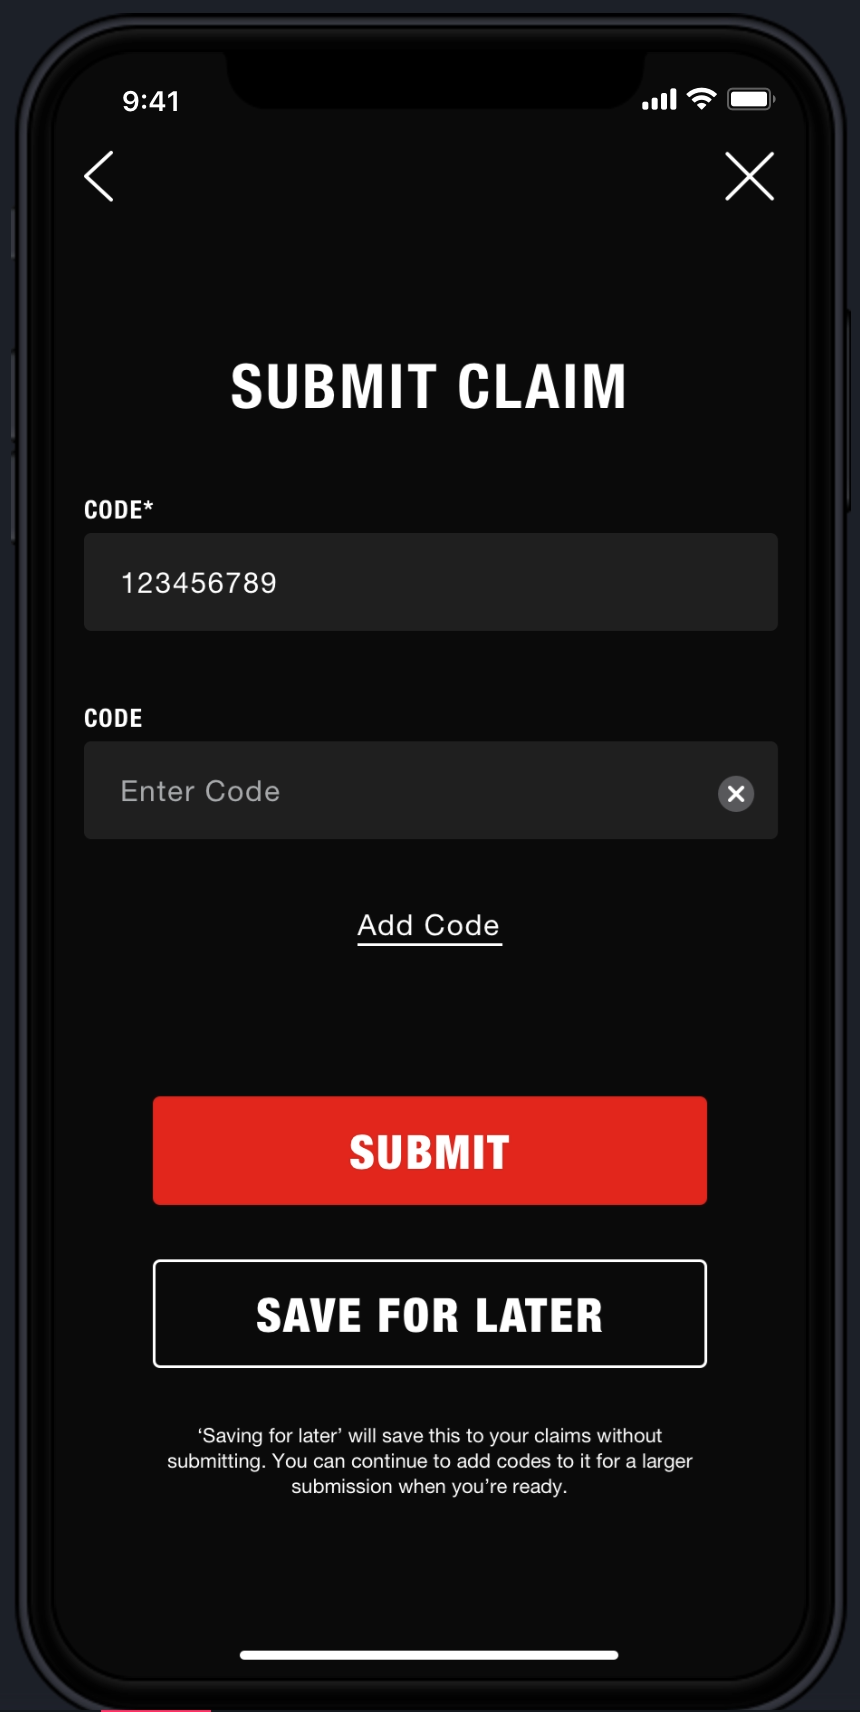 9:41
SUBMIT CLAIM
CODE*
123456789
CODE
Enter Code
Add Code
SUBMIT
SAVE FOR LATER
‘Saving for later’ will save this to your claims without
submitting. You can continue to add codes to it for a larger
submission when you’re ready.